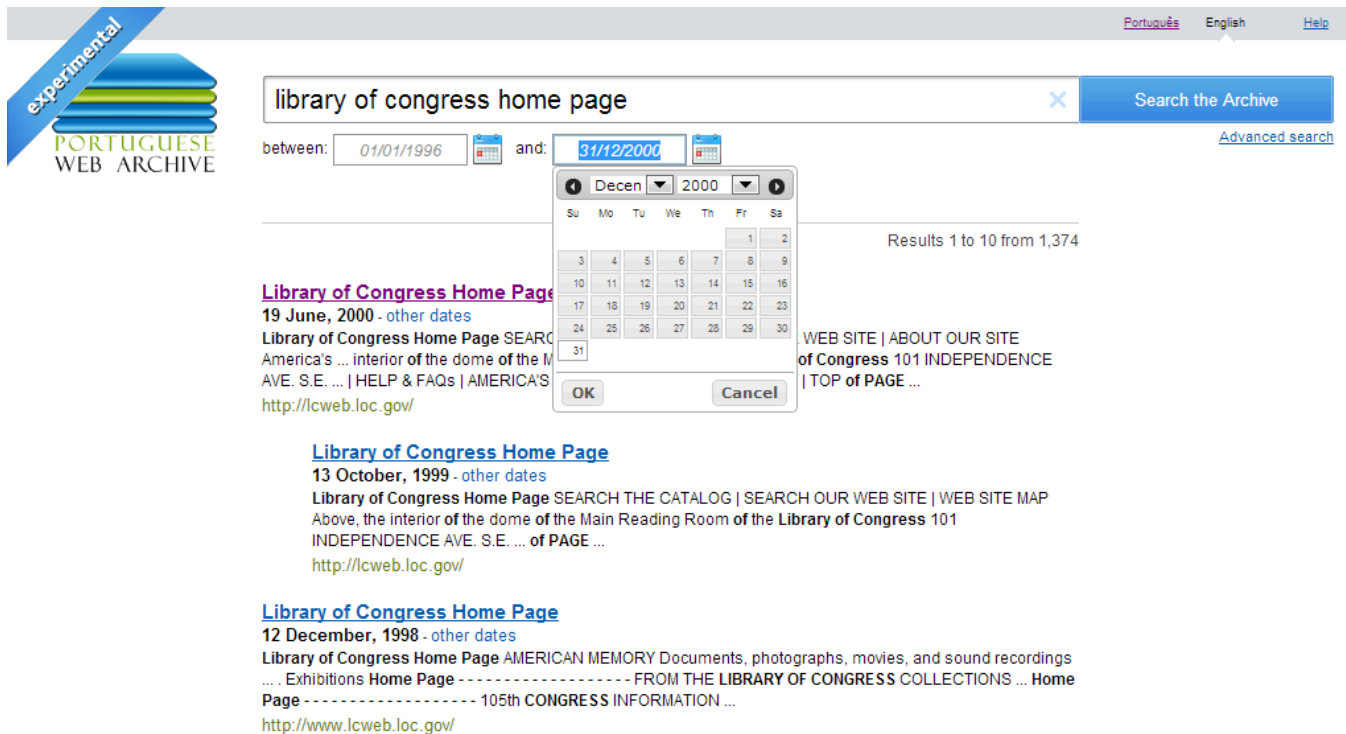 experimental
Português English Help
PORTUGUESE
WEB ARCHIVE
library of congress home page
Search the Archive
Advanced search
between: 01/01/1996 and: 31/12/2000
Decen 2000
Su Mo Tu We Th Fr Sa
1 2
3 4 5 6 7 8 9
10 11 12 13 14 15 16
17 18 19 20 21 22 23
24 25 26 27 28 29 30
31
OK Cancel
Results 1 to 10 from 1,374
Library of Congress Home Page
19 June, 2000 - other dates
Library of Congress Home Page SEARC WEB SITE | ABOUT OUR SITE
America's ... interior of the dome of the M of Congress 101 INDEPENDENCE
AVE. S.E. ... | HELP & FAQs | AMERICA'S | TOP of PAGE ...
http://lcweb.loc.gov/
Library of Congress Home Page
13 October, 1999 - other dates
Library of Congress Home Page SEARCH THE CATALOG | SEARCH OUR WEB SITE | WEB SITE MAP
Above, the interior of the dome of the Main Reading Room of the Library of Congress 101
INDEPENDENCE AVE. S.E. ... of PAGE ...
http://lcweb.loc.gov/
Library of Congress Home Page
12 December, 1998 - other dates
Library of Congress Home Page AMERICAN MEMORY Documents, photographs, movies, and sound recordings
... . Exhibitions Home Page - - - - - - - - - - - - - - - - - - - FROM THE LIBRARY OF CONGRESS COLLECTIONS ... Home
Page - - - - - - - - - - - - - - - - - - - 105th CONGRESS INFORMATION ...
http://www.lcweb.loc.gov/